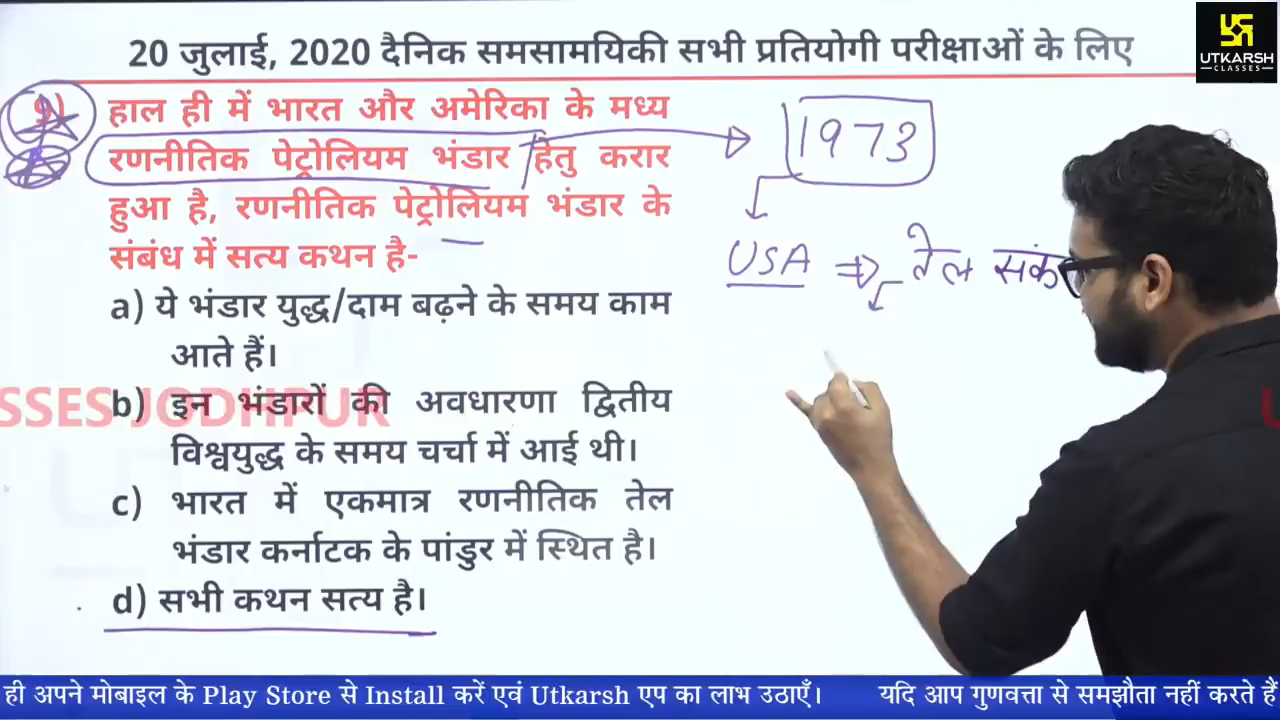 20 जुलाई, 2020 दैनिक समसामयिकी सभी प्रतियोगी परीक्षाओं के लिए
UTKARSH
CLASSES
हाल ही में भारत और अमेरिका के मध्य
रणनीतिक पेट्रोलियम भंडार हेतु करार
हुआ है, रणनीतिक पेट्रोलियम भंडार के
संबंध में सत्य कथन है-
a) ये भंडार युद्ध/दाम बढ़ने के समय काम
आते हैं।
b) इन भंडारों की अवधारणा द्वितीय
विश्वयुद्ध के समय चर्चा में आई थी।
c) भारत में एकमात्र रणनीतिक तेल
भंडार कर्नाटक के पांडुर में स्थित है।
d) सभी कथन सत्य है।
1973
USA ⇒ तेल संक
SSES JODHPUR
ही अपने मोबाइल के Play Store से Install करें एवं Utkarsh एप का लाभ उठाएँ। यदि आप गुणवत्ता से समझौता नहीं करते हैं